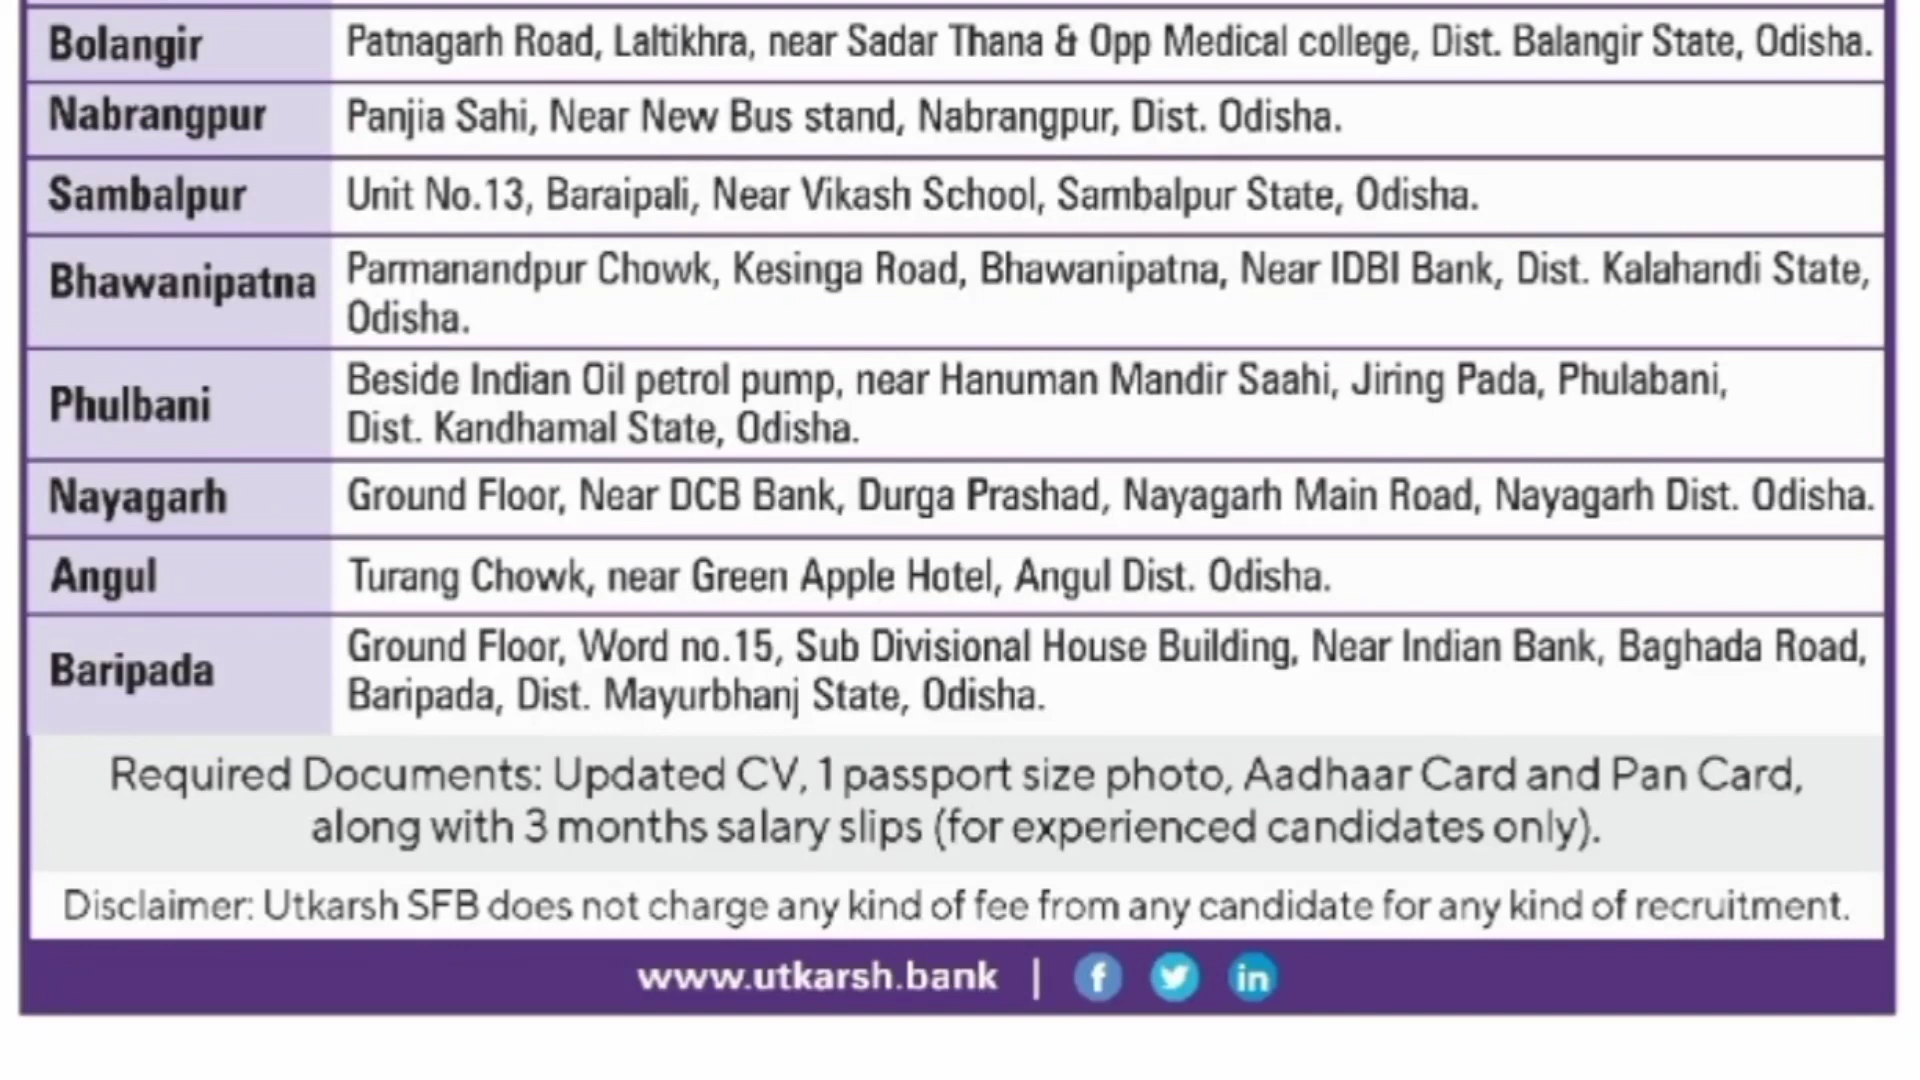 Bolangir
Patnagarh Road, Laltikhra, near Sadar Thana & Opp Medical college, Dist. Balangir State, Odisha.
Nabrangpur
Panjia Sahi, Near New Bus stand, Nabrangpur, Dist. Odisha.
Sambalpur
Unit No.13, Baraipali, Near Vikash School, Sambalpur State, Odisha.
Bhawanipatna
Parmanandpur Chowk, Kesinga Road, Bhawanipatna, Near IDBI Bank, Dist. Kalahandi State,
Odisha.
Phulbani
Beside Indian Oil petrol pump, near Hanuman Mandir Saahi, Jiring Pada, Phulabani,
Dist. Kandhamal State, Odisha.
Nayagarh
Ground Floor, Near DCB Bank, Durga Prashad, Nayagarh Main Road, Nayagarh Dist. Odisha.
Angul
Turang Chowk, near Green Apple Hotel, Angul Dist. Odisha.
Baripada
Ground Floor, Word no.15, Sub Divisional House Building, Near Indian Bank, Baghada Road,
Baripada, Dist. Mayurbhanj State, Odisha.
Required Documents: Updated CV, 1 passport size photo, Aadhaar Card and Pan Card,
along with 3 months salary slips (for experienced candidates only).
Disclaimer: Utkarsh SFB does not charge any kind of fee from any candidate for any kind of recruitment.
www.utkarsh.bank | f in